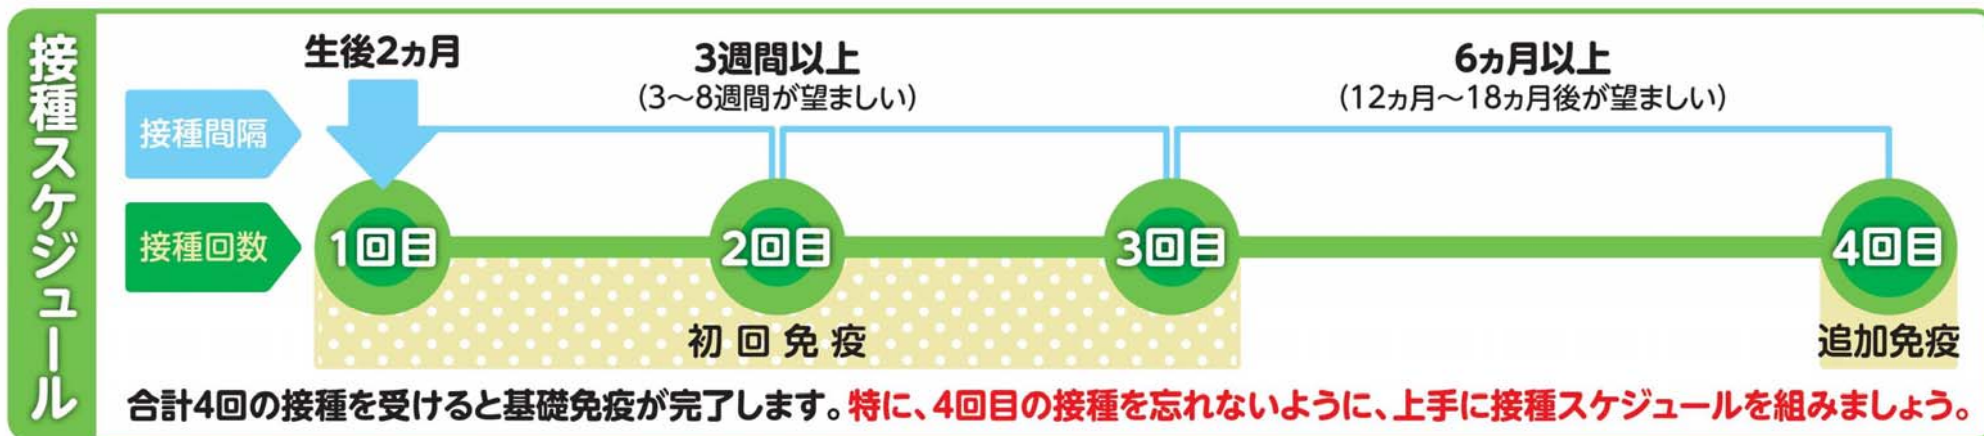 接種スケジュール
生後2ヵ月
3週間以上
(3～8週間が望ましい)
6ヵ月以上
(12ヵ月～18ヵ月後が望ましい)
接種間隔
接種回数
1回目
2回目
3回目
4回目
初回免疫
追加免疫
合計4回の接種を受けると基礎免疫が完了します。特に、4回目の接種を忘れないように、上手に接種スケジュールを組みましょう。